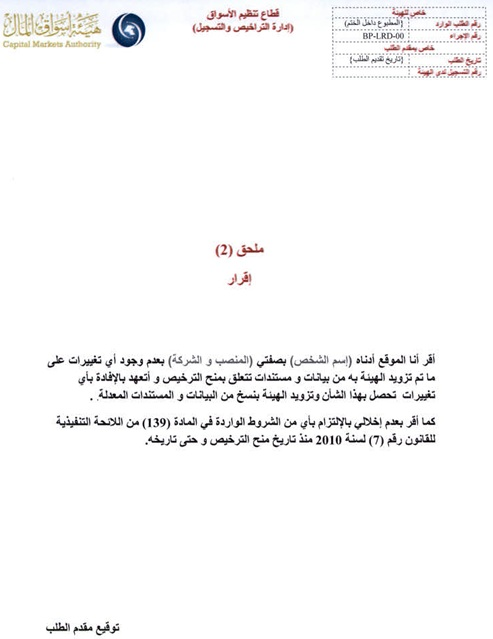 هيئة أسواق المال
Capital Markets Authority
قطاع تنظيم الأسواق
(إدارة التراخيص والتسجيل)
خاص للهيئة
رقم الطلب الوارد {المطبوع داخل الختم}
رقم الإجراء BP-LRD-00
خاص بمقدم الطلب
تاريخ الطلب {تاريخ تقديم الطلب}
رقم التسجيل لدى الهيئة
ملحق (2)
إقرار
أقر أنا الموقع أدناه (إسم الشخص) بصفتي (المنصب و الشركة) بعدم وجود أي تغييرات على
ما تم تزويد الهيئة به من بيانات و مستندات تتعلق بمنح الترخيص و أتعهد بالإفادة بأي
تغييرات تحصل بهذا الشأن وتزويد الهيئة بنسخ من البيانات و المستندات المعدلة. .
كما أقر بعدم إخلالي بالإلتزام بأي من الشروط الواردة في المادة (139) من اللائحة التنفيذية
للقانون رقم (7) لسنة 2010 منذ تاريخ منح الترخيص و حتى تاريخه.
توقيع مقدم الطلب